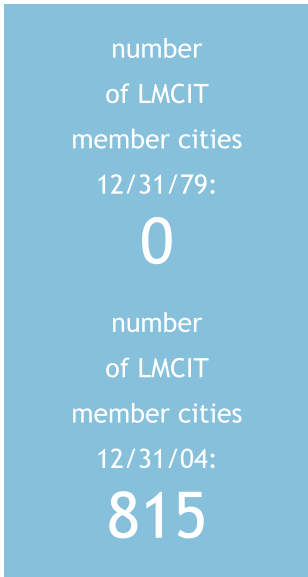 number
of LMCIT
member cities
12/31/79:
0
number
of LMCIT
member cities
12/31/04:
815